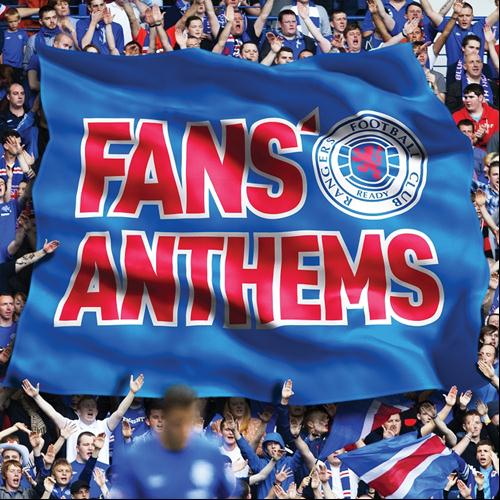 FANS'
ANTHEMS
RANGERS FOOTBALL CLUB
READY